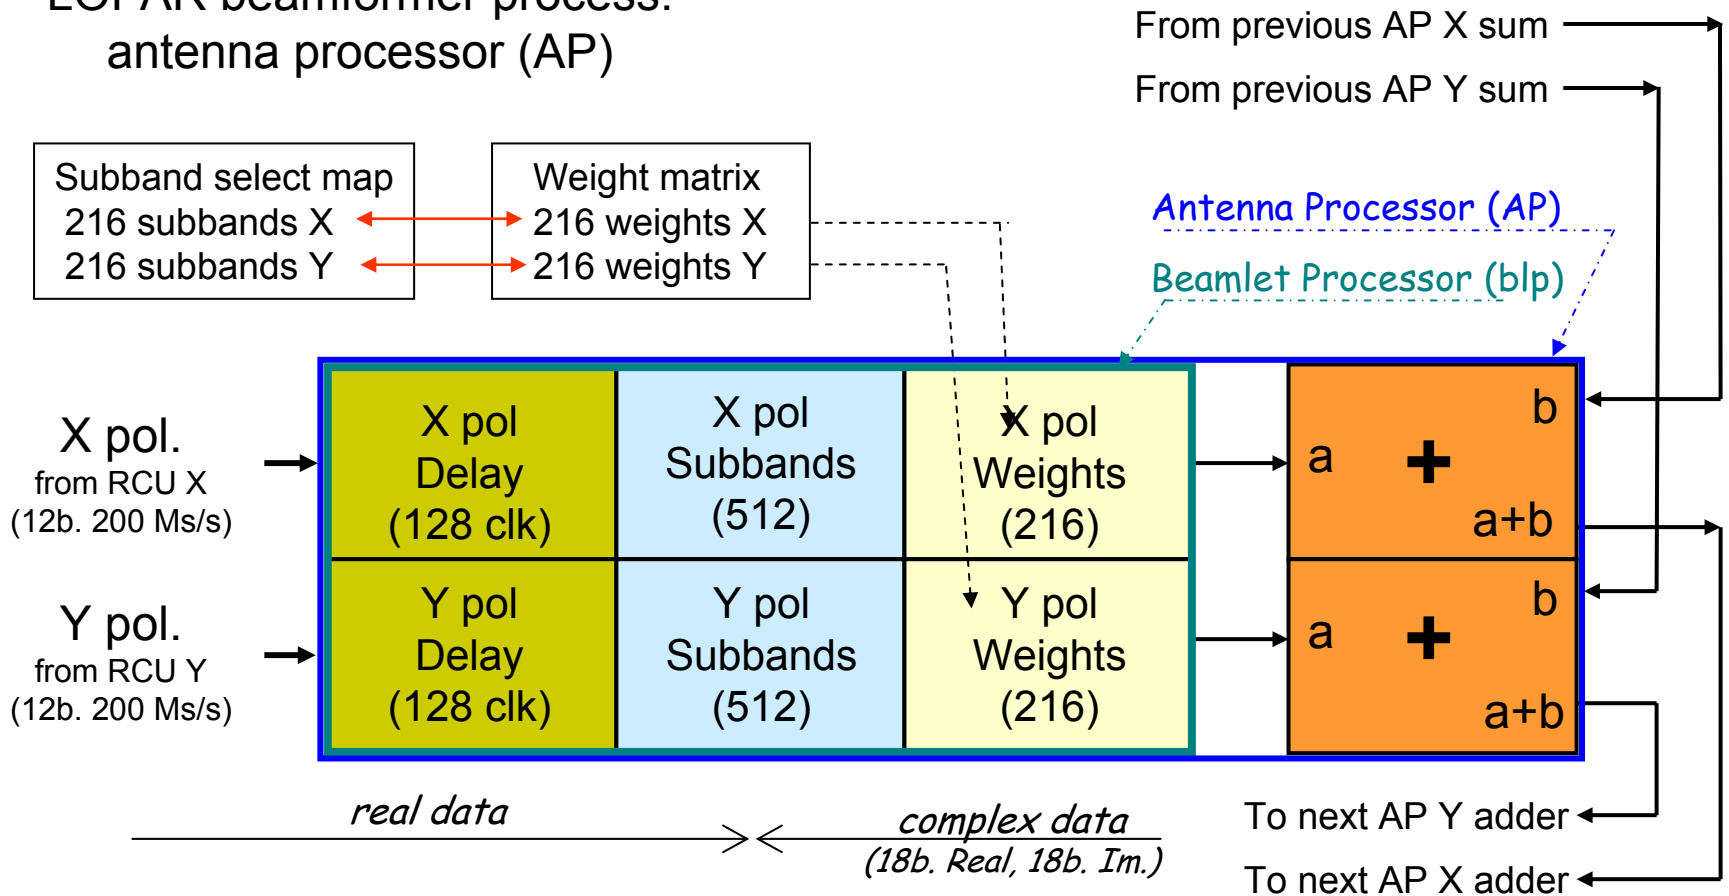 LOFAR beamformer process:
antenna processor (AP)
From previous AP X sum
From previous AP Y sum
Subband select map
216 subbands X
216 subbands Y
Weight matrix
216 weights X
216 weights Y
Antenna Processor (AP)
Beamlet Processor (blp)
X pol.
from RCU X
(12b. 200 Ms/s)
X pol
Delay
(128 clk)
X pol
Subbands
(512)
X pol
Weights
(216)
a
+
b
a+b
Y pol.
from RCU Y
(12b. 200 Ms/s)
Y pol
Delay
(128 clk)
Y pol
Subbands
(512)
Y pol
Weights
(216)
a
+
b
a+b
real data
complex data
(18b. Real, 18b. Im.)
To next AP Y adder
To next AP X adder